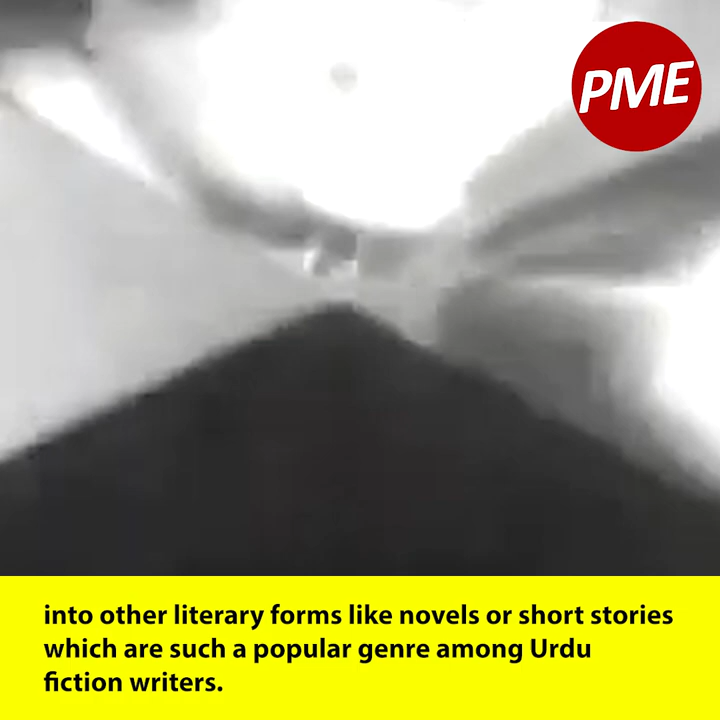 PME
into other literary forms like novels or short stories
which are such a popular genre among Urdu
fiction writers.